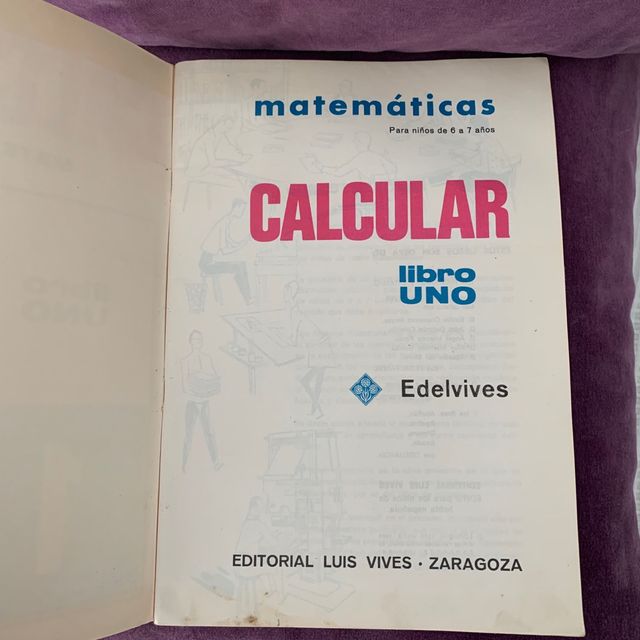 matemáticas
Para niños de 6 a 7 años
CALCULAR
libro
UNO
Edelvives
EDITORIAL LUIS VIVES · ZARAGOZA